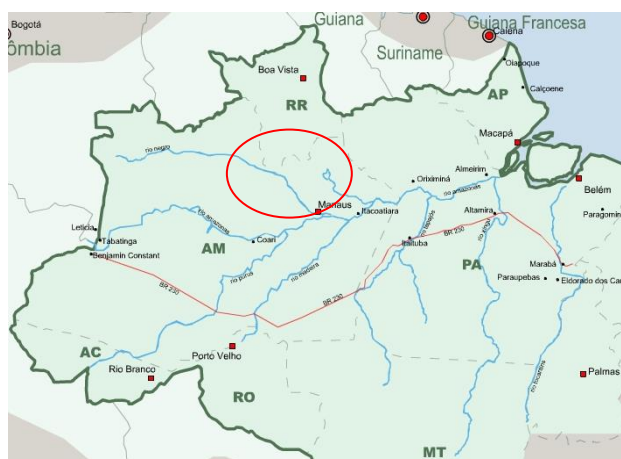 Bogotá
ômbia
Guiana
Suriname
Caiena
Guiana Francesa
Oiapoque
Calçoene
Boa Vista
RR
AP
Macapá
rio negro
Oriximiná
Almeirim
rio amazonas
Belém
Manaus
Itacoatiara
Altamira
Paragomin
Letícia
Tabatinga
rio amazonas
Benjamin Constant
AM
Coari
rio tapajós
Itaituba
BR 230
rio xingu
PA
Marabá
Paraupebas
Eldorado dos Car
BR 230
rio purus
rio madeira
BR 230
AC
Rio Branco
Porto Velho
RO
rio tocantins
Palmas
MT